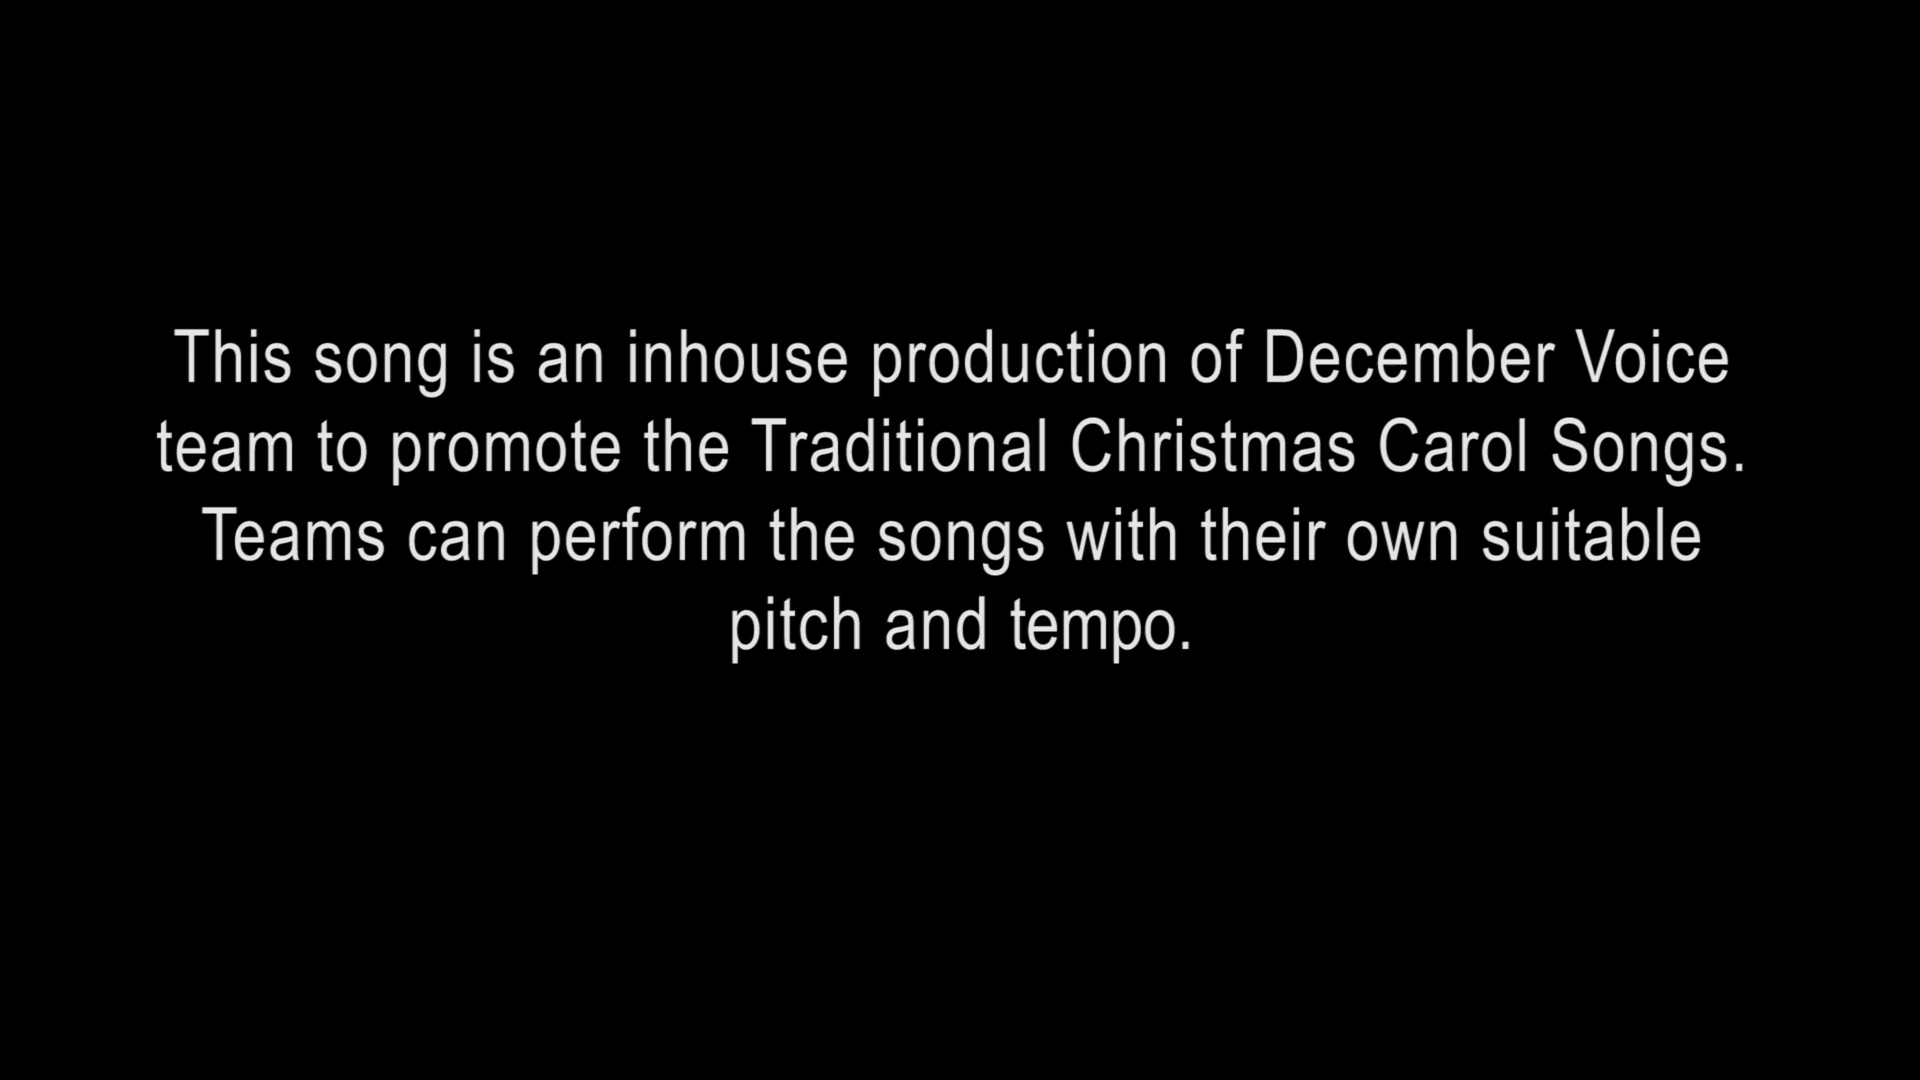 This song is an inhouse production of December Voice
team to promote the Traditional Christmas Carol Songs.
Teams can perform the songs with their own suitable
pitch and tempo.